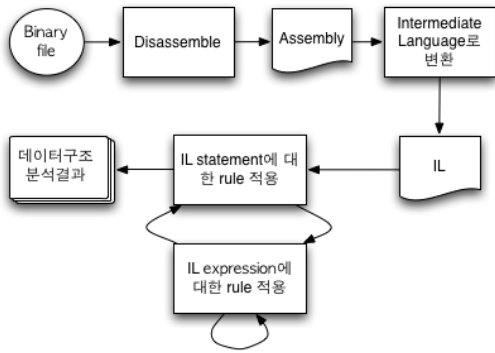 Binary
file
Disassemble
Assembly
Intermediate
Language로
변환
데이터구조
분석결과
IL statement에 대
한 rule 적용
IL
IL expression에
대한 rule 적용